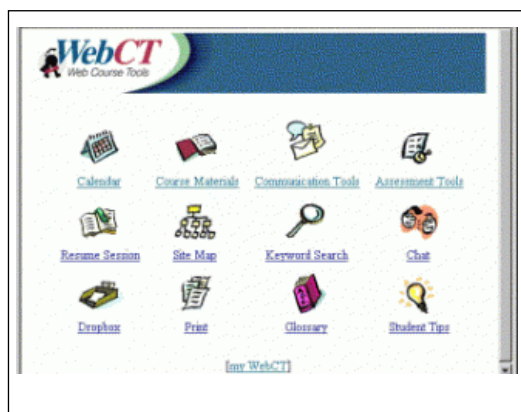 WebCT
Web Course Tools
Calendar Course Materials Communication Tools Assessment Tools
Resume Session Site Map Keyword Search Chat
Dropbox Print Glossary Student Tips
[my WebCT]